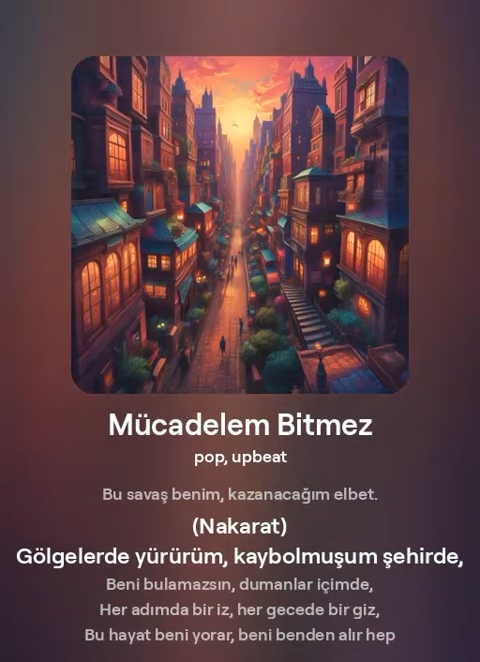 Mücadelem Bitmez
pop, upbeat
Bu savaş benim, kazanacağım elbet.
(Nakarat)
Gölgelerde yürürüm, kaybolmuşum şehirde,
Beni bulamazsın, dumanlar içimde,
Her adımda bir iz, her gecede bir giz,
Bu hayat beni yorar, beni benden alır hep